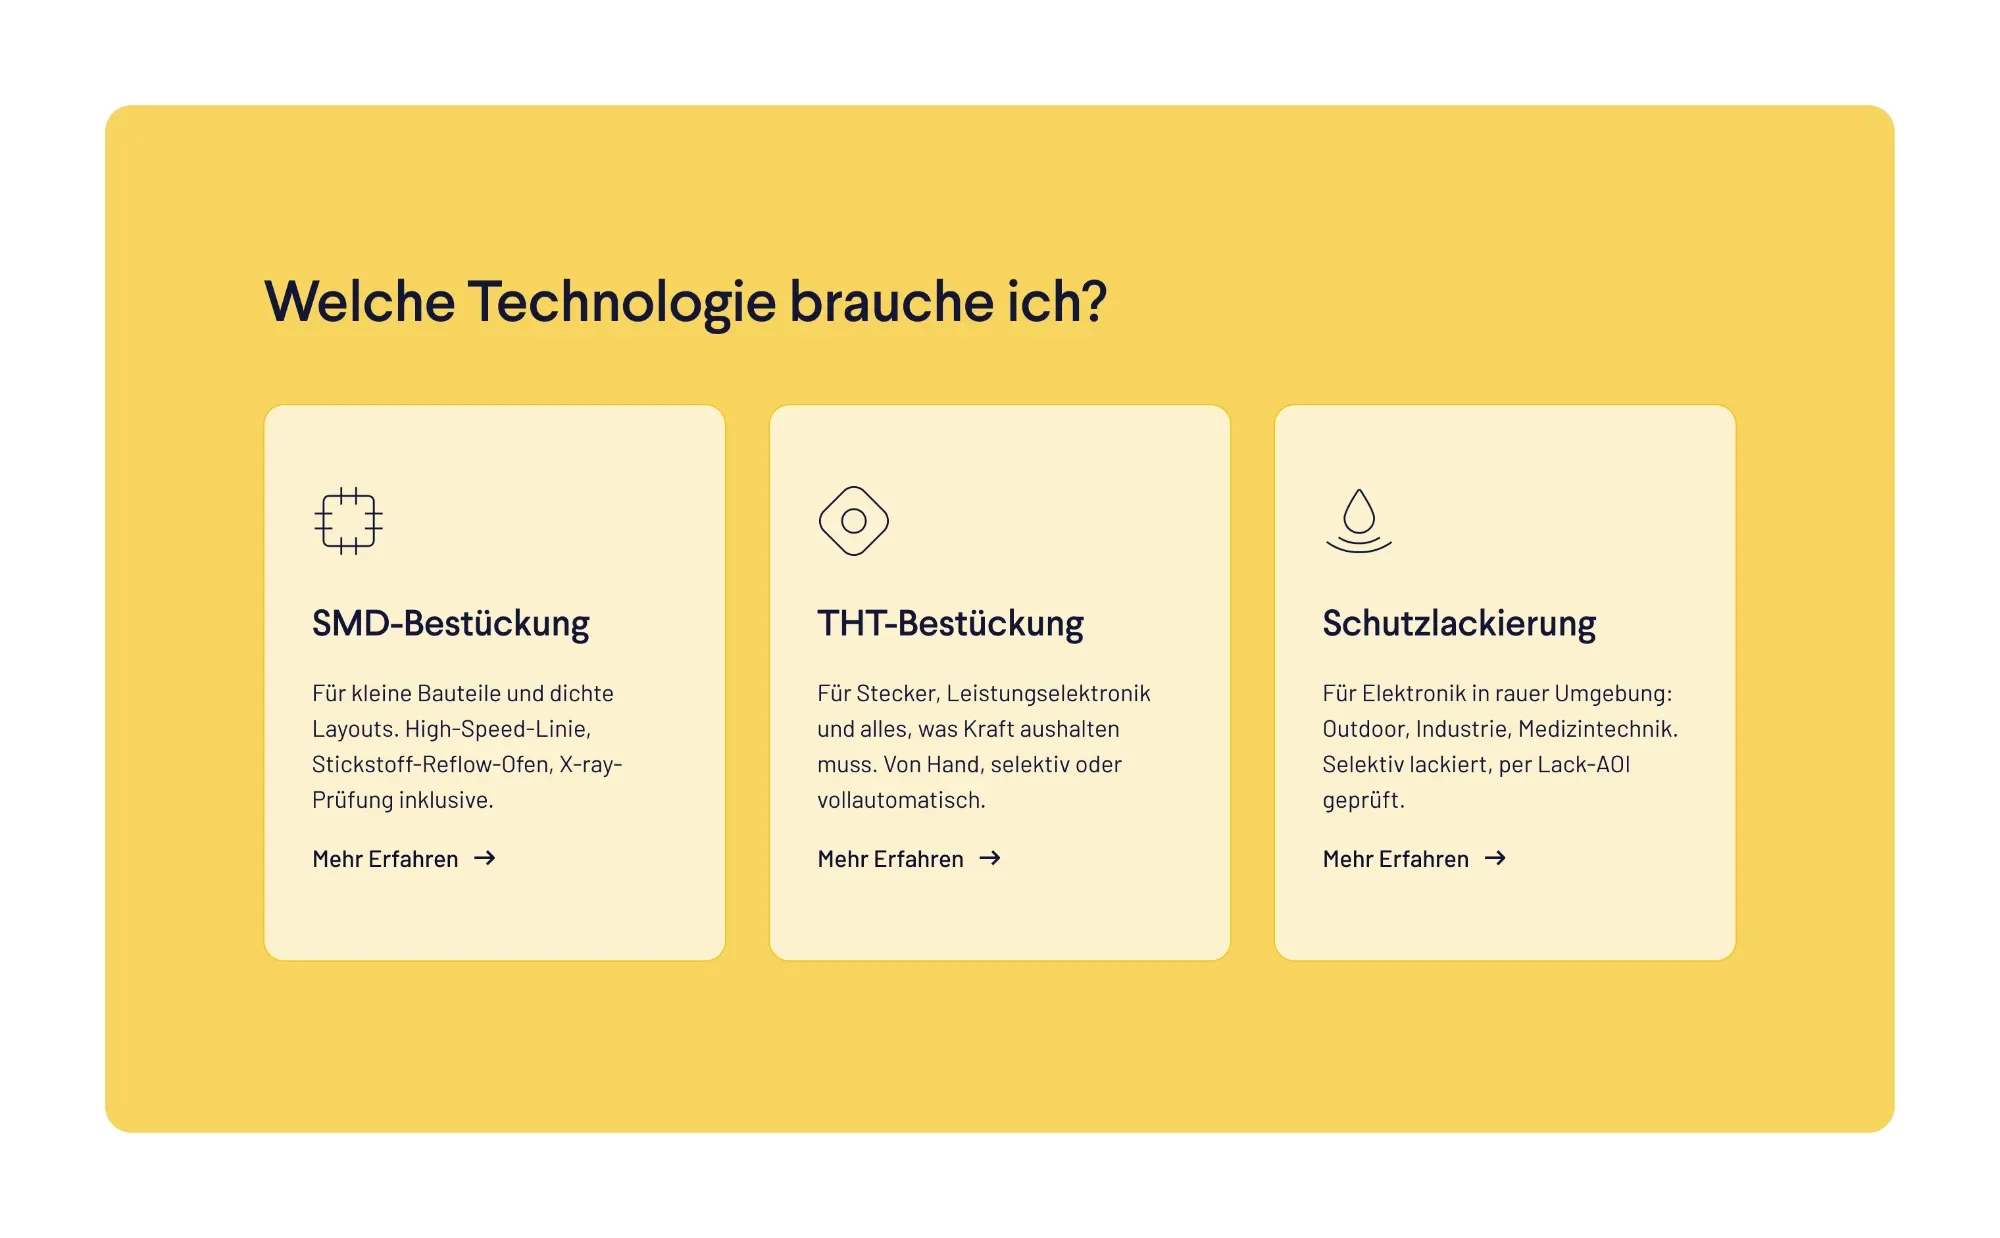 Welche Technologie brauche ich?
SMD-Bestückung
Für kleine Bauteile und dichte
Layouts. High-Speed-Linie,
Stickstoff-Reflow-Ofen, X-ray-
Prüfung inklusive.
Mehr Erfahren →
THT-Bestückung
Für Stecker, Leistungselektronik
und alles, was Kraft aushalten
muss. Von Hand, selektiv oder
vollautomatisch.
Mehr Erfahren →
Schutzlackierung
Für Elektronik in rauer Umgebung:
Outdoor, Industrie, Medizintechnik.
Selektiv lackiert, per Lack-AOI
geprüft.
Mehr Erfahren →